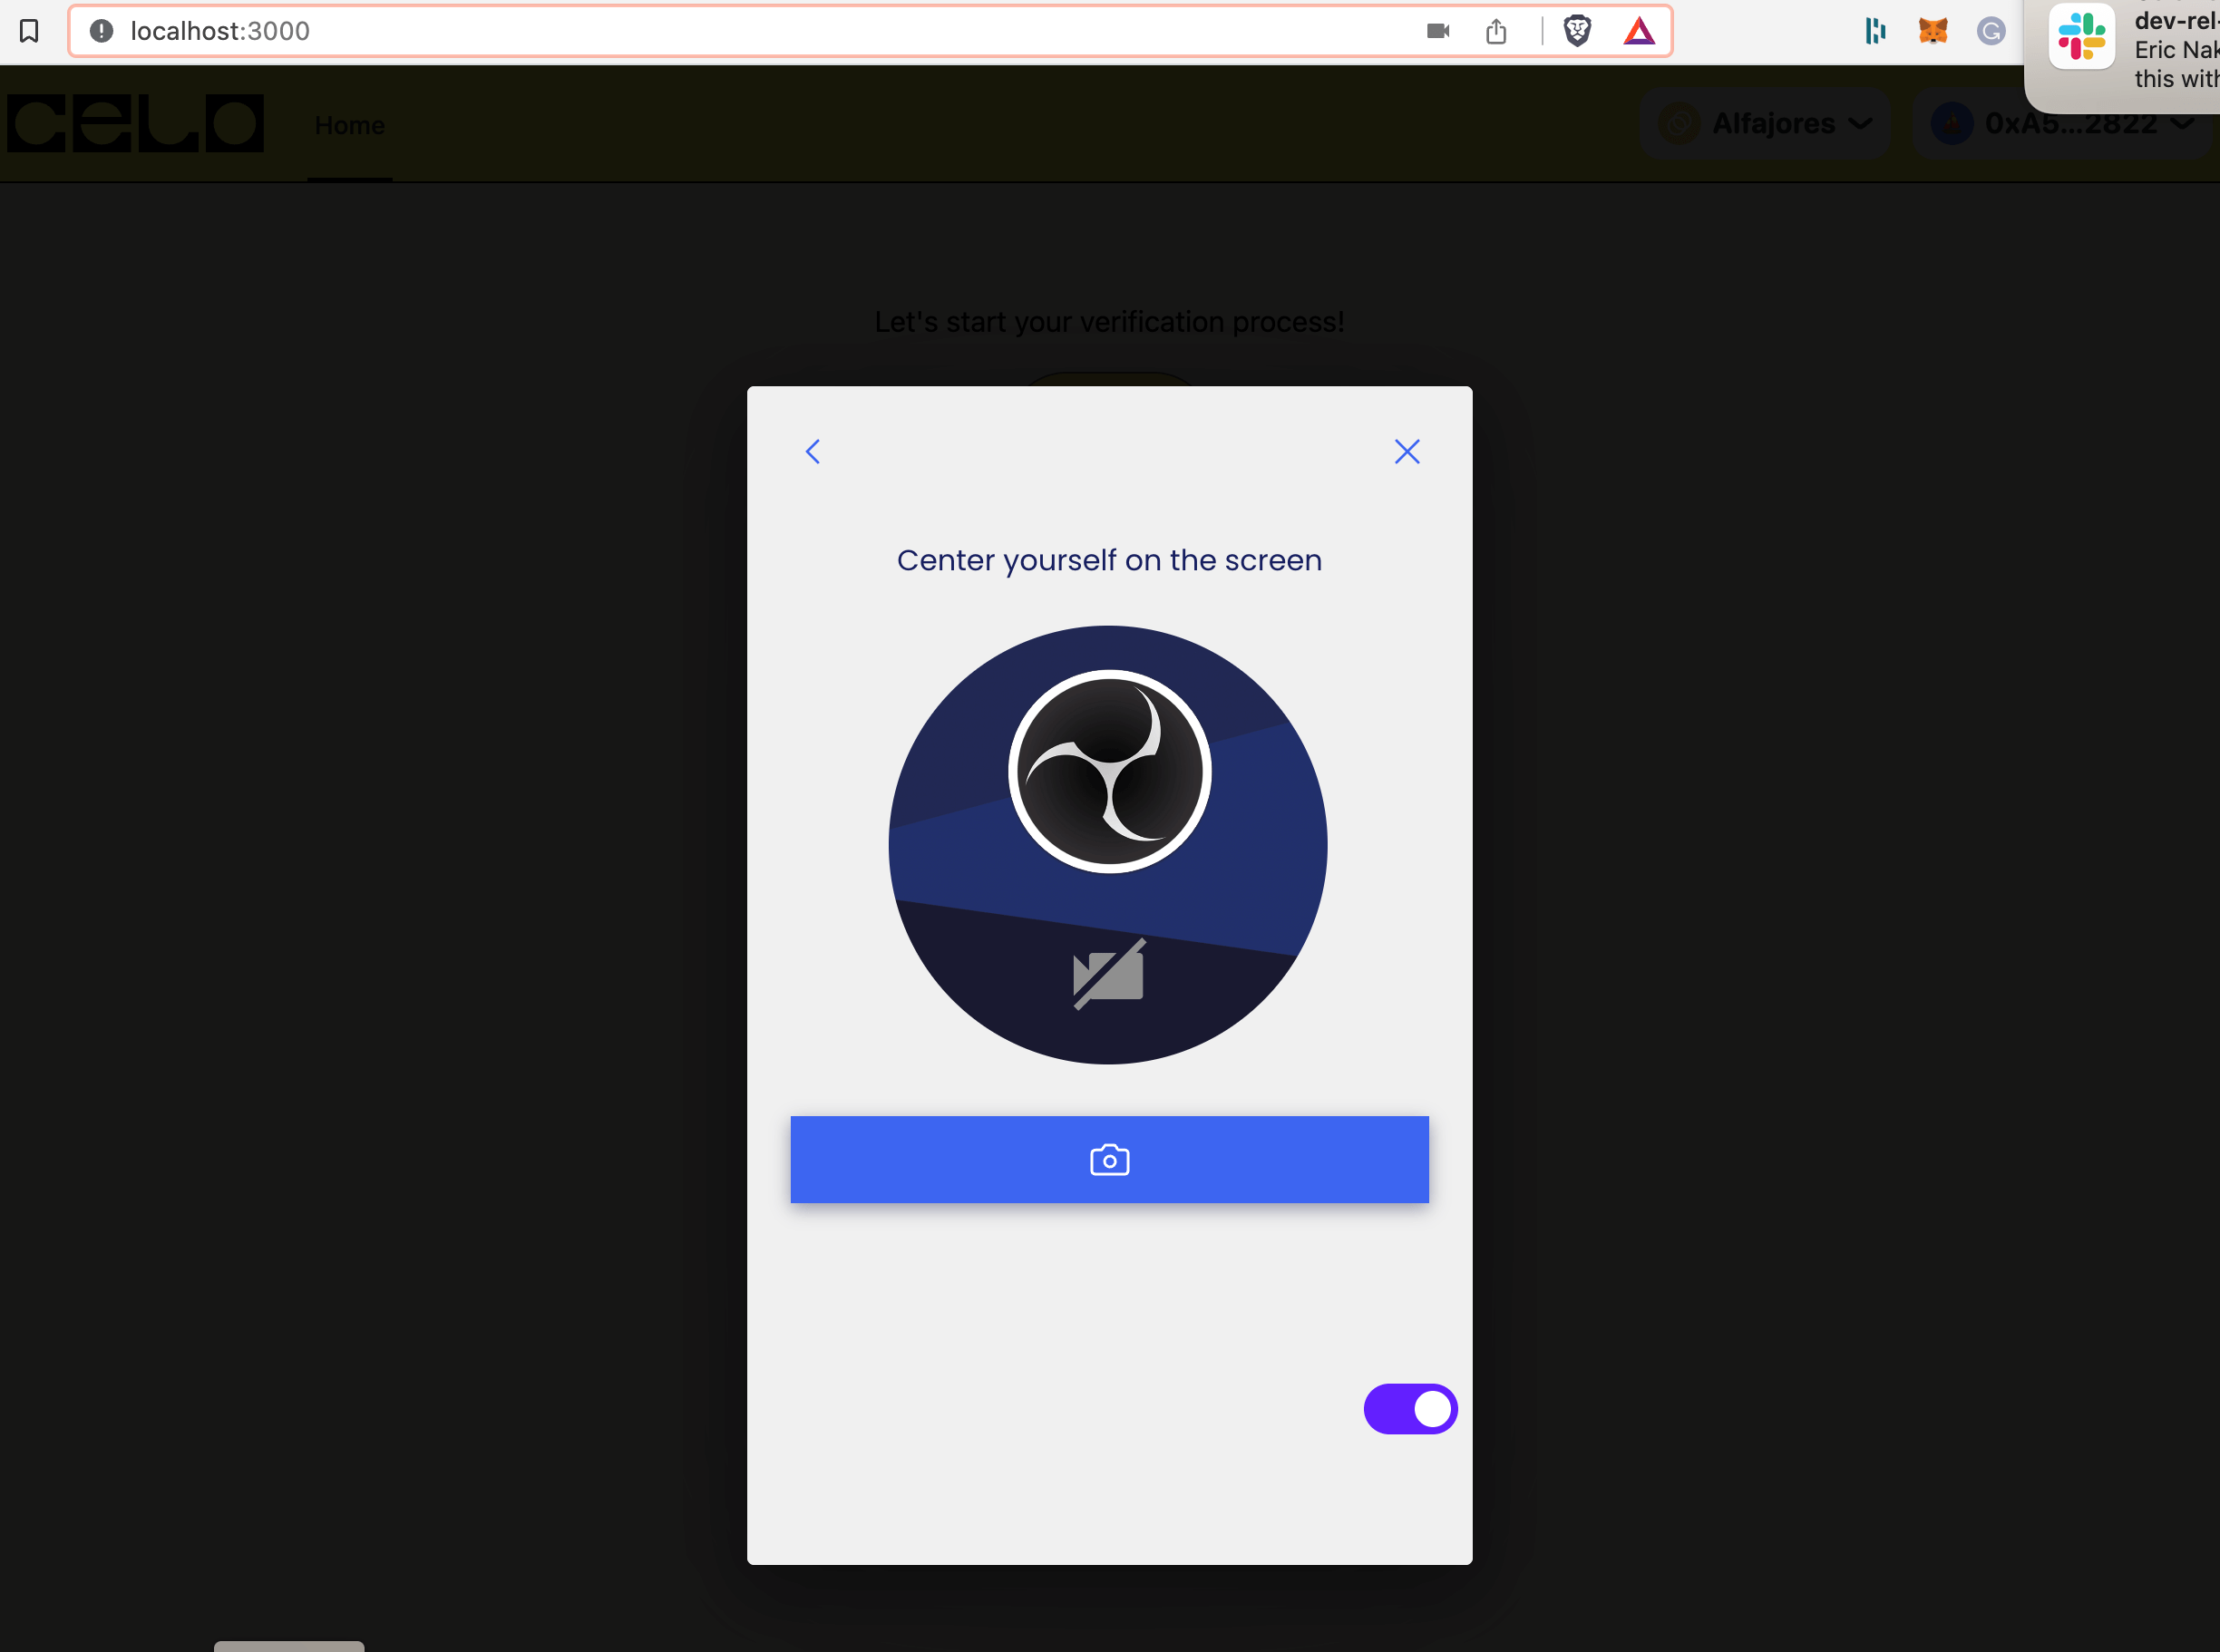 localhost:3000
dev-rel-
Eric Nak
this with
CELO
Home
Alfajores
0xA5...2822
Let's start your verification process!
Center yourself on the screen